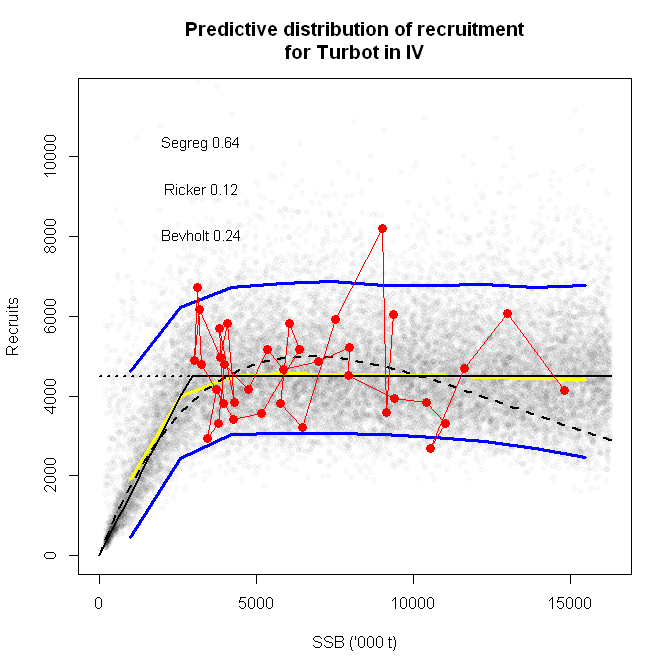 Predictive distribution of recruitment
for Turbot in IV
Segreg 0.64
Ricker 0.12
Bevholt 0.24
Recruits
10000
8000
6000
4000
2000
0
0 5000 10000 15000
SSB ('000 t)